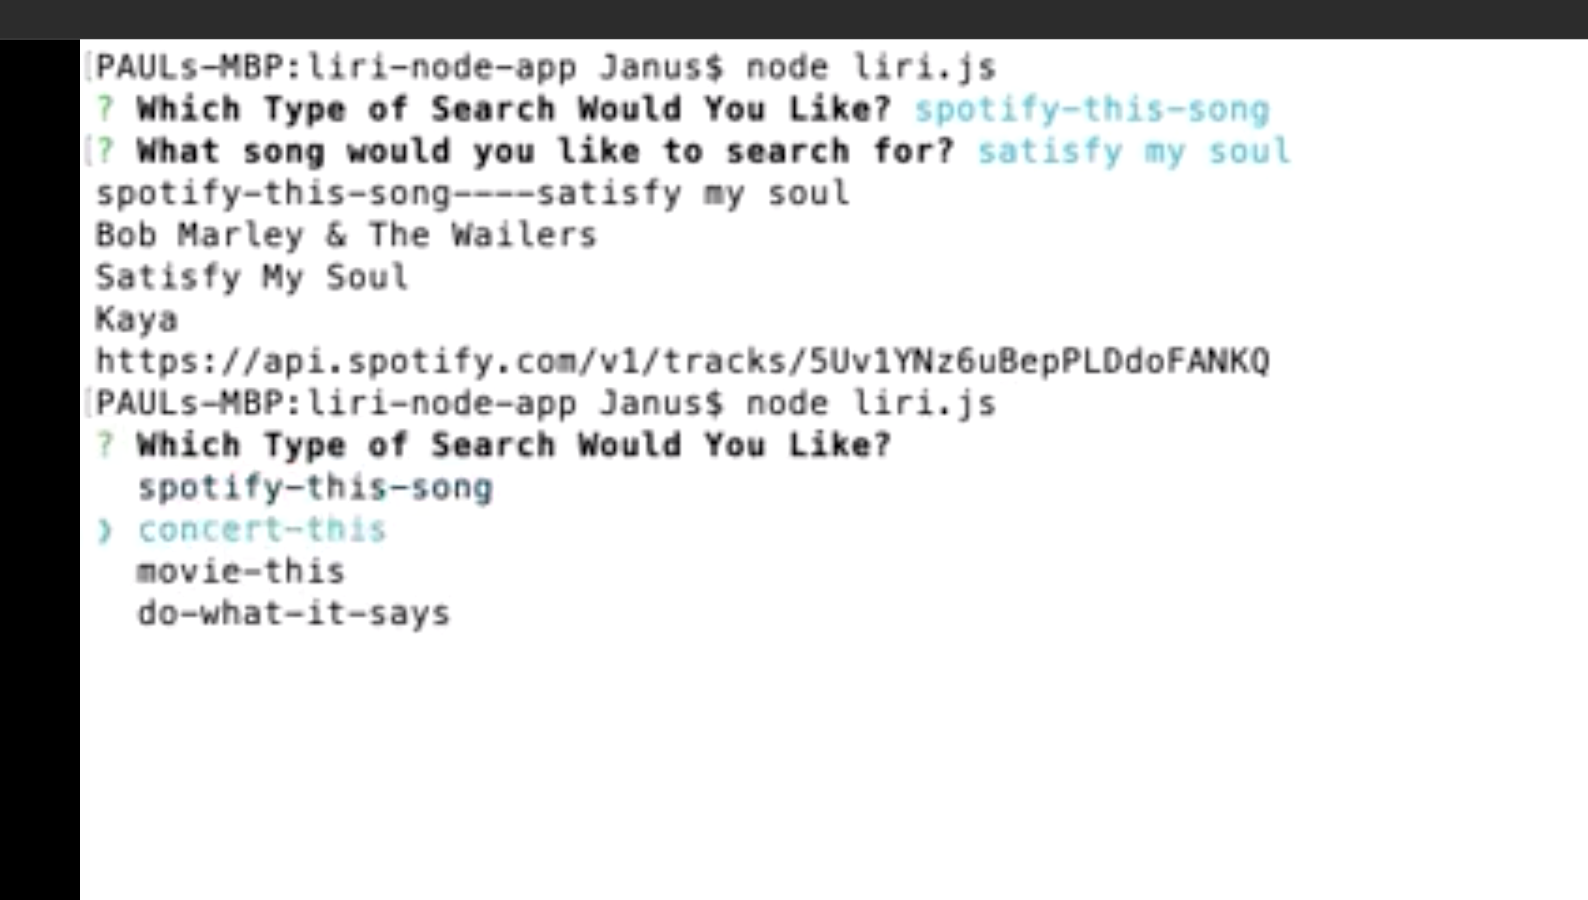 PAULs-MBP:liri-node-app Janus$ node liri.js
? Which Type of Search Would You Like? spotify-this-song
? What song would you like to search for? satisfy my soul
spotify-this-song----satisfy my soul
Bob Marley & The Wailers
Satisfy My Soul
Kaya
https://api.spotify.com/v1/tracks/5Uv1YNz6uBepPLDdoFANKQ
PAULs-MBP:liri-node-app Janus$ node liri.js
? Which Type of Search Would You Like?
spotify-this-song
❯ concert-this
movie-this
do-what-it-says